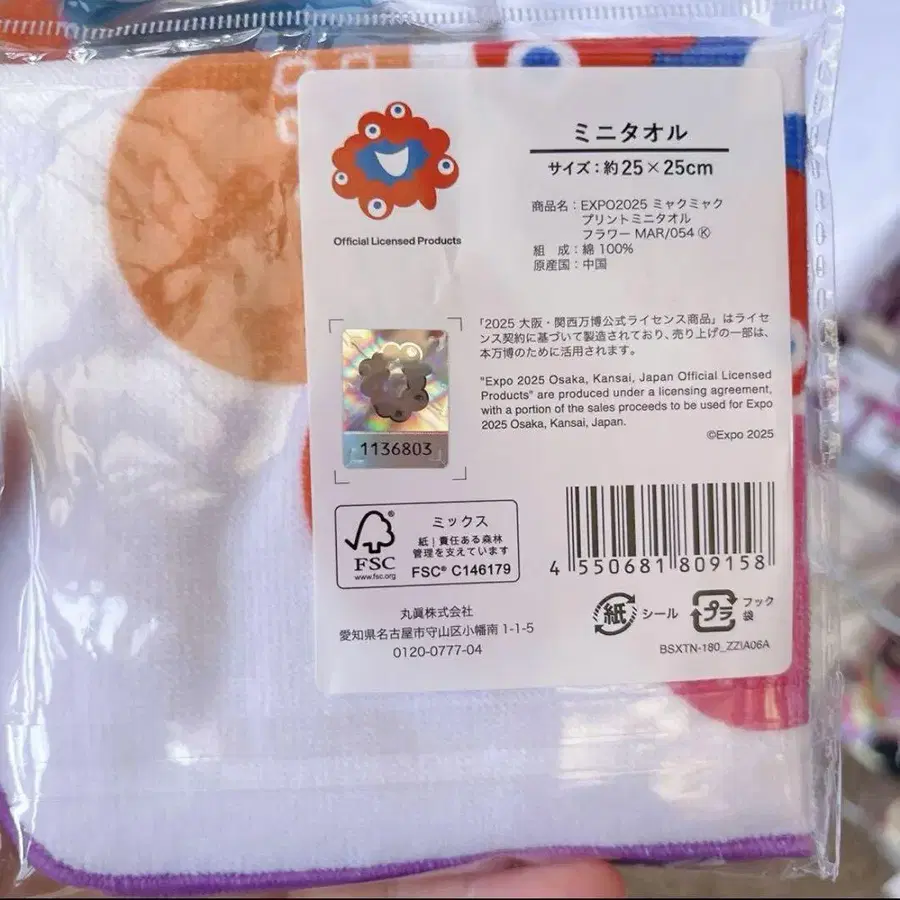 Official Licensed Products
ミニタオル
サイズ：約25×25cm
商品名：EXPO2025 ミャクミャク
プリントミニタオル
フラワー MAR/054 Ⓚ
組　成：綿 100%
原産国：中国
「2025 大阪・関西万博公式ライセンス商品」はライセ
ンス契約に基づいて製造されており、売り上げの一部は、
本万博のために活用されます。
"Expo 2025 Osaka, Kansai, Japan Official Licensed
Products" are produced under a licensing agreement,
with a portion of the sales proceeds to be used for Expo
2025 Osaka, Kansai, Japan.
©Expo 2025
1136803
FSC
www.fsc.org
ミックス
紙｜責任ある森林
管理を支えています
FSC® C146179
4 550681 809158
丸眞株式会社
愛知県名古屋市守山区小幡南 1-1-5
0120-0777-04
紙 シール
プラ フック
袋
BSXTN-180_ZZIA06A